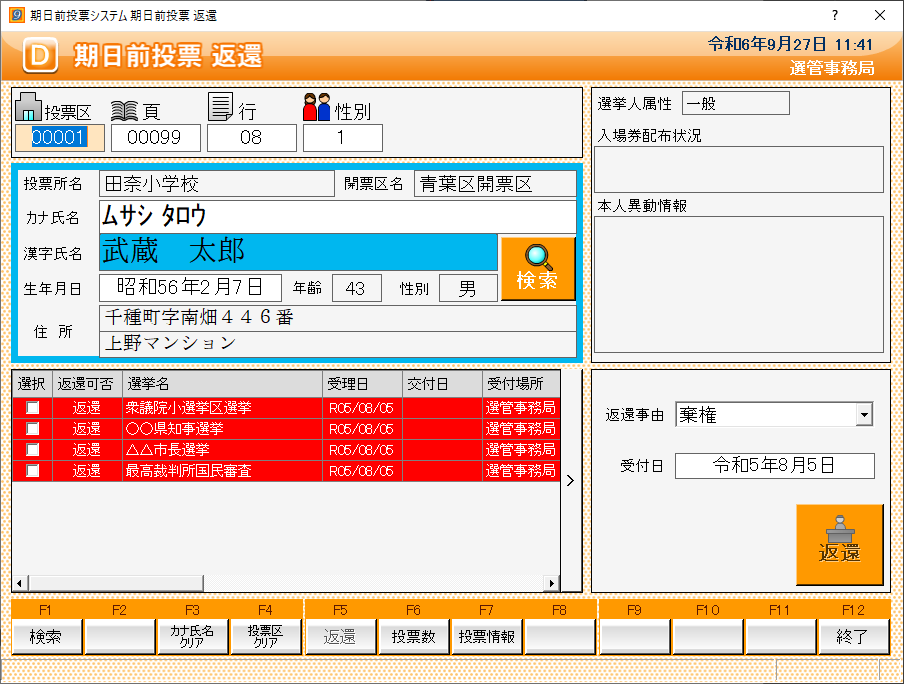 期日前投票システム 期日前投票 返還
D 期日前投票 返還
令和6年9月27日 11:41
選管事務局
投票区 頁 行 性別
00001 00099 08 1
投票所名 田奈小学校 開票区名 青葉区開票区
カナ氏名 ムサシ タロウ
漢字氏名 武蔵 太郎
検索
生年月日 昭和56年2月7日 年齢 43 性別 男
住 所 千種町字南畑446番
上野マンション
選挙人属性 一般
入場券配布状況
本人異動情報
選択 返還可否 選挙名 受理日 交付日 受付場所
返還 衆議院小選挙区選挙 R05/08/05 選管事務局
返還 〇〇県知事選挙 R05/08/05 選管事務局
返還 △△市長選挙 R05/08/05 選管事務局
返還 最高裁判所国民審査 R05/08/05 選管事務局
返還事由 棄権
受付日 令和5年8月5日
返還
F1 F2 F3 F4 F5 F6 F7 F8 F9 F10 F11 F12
検索 カナ氏名 クリア 投票区 クリア 返還 投票数 投票情報 終了